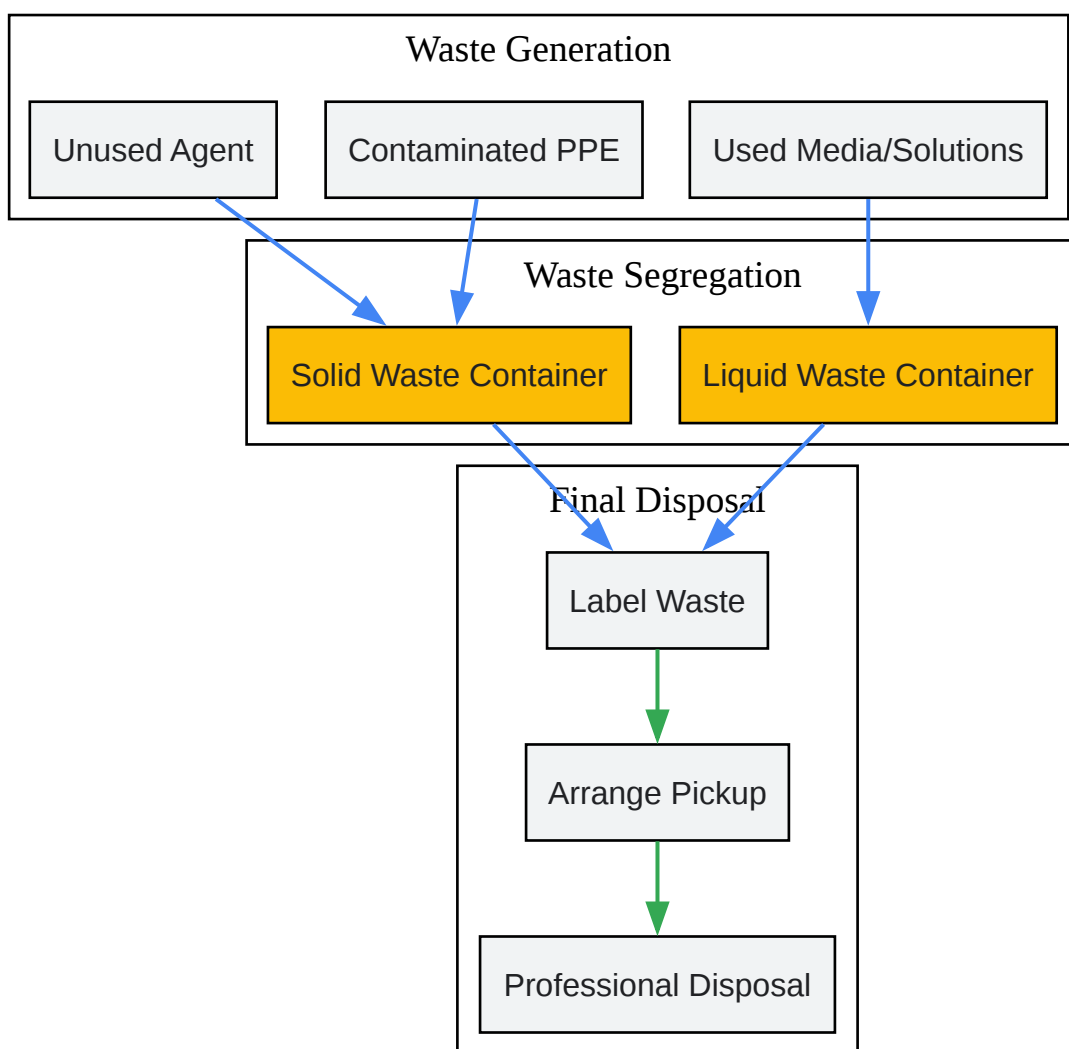 Waste Generation
Unused Agent
Contaminated PPE
Used Media/Solutions
Waste Segregation
Solid Waste Container
Liquid Waste Container
Final Disposal
Label Waste
Arrange Pickup
Professional Disposal